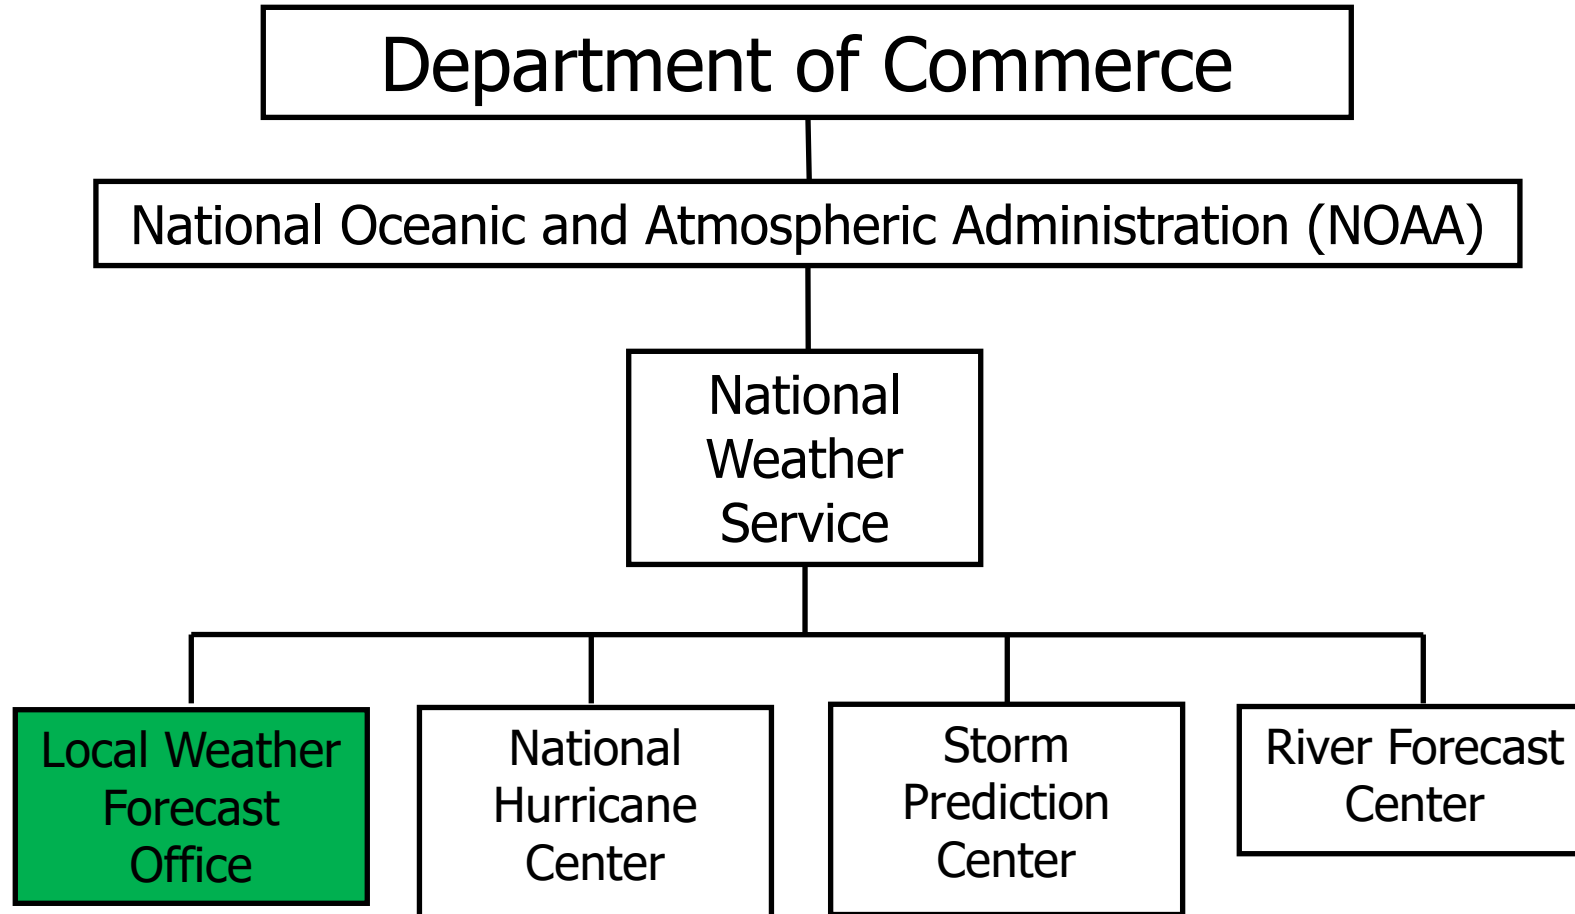 Department of Commerce
National Oceanic and Atmospheric Administration (NOAA)
National
Weather
Service
Local Weather
Forecast
Office
National
Hurricane
Center
Storm
Prediction
Center
River Forecast
Center